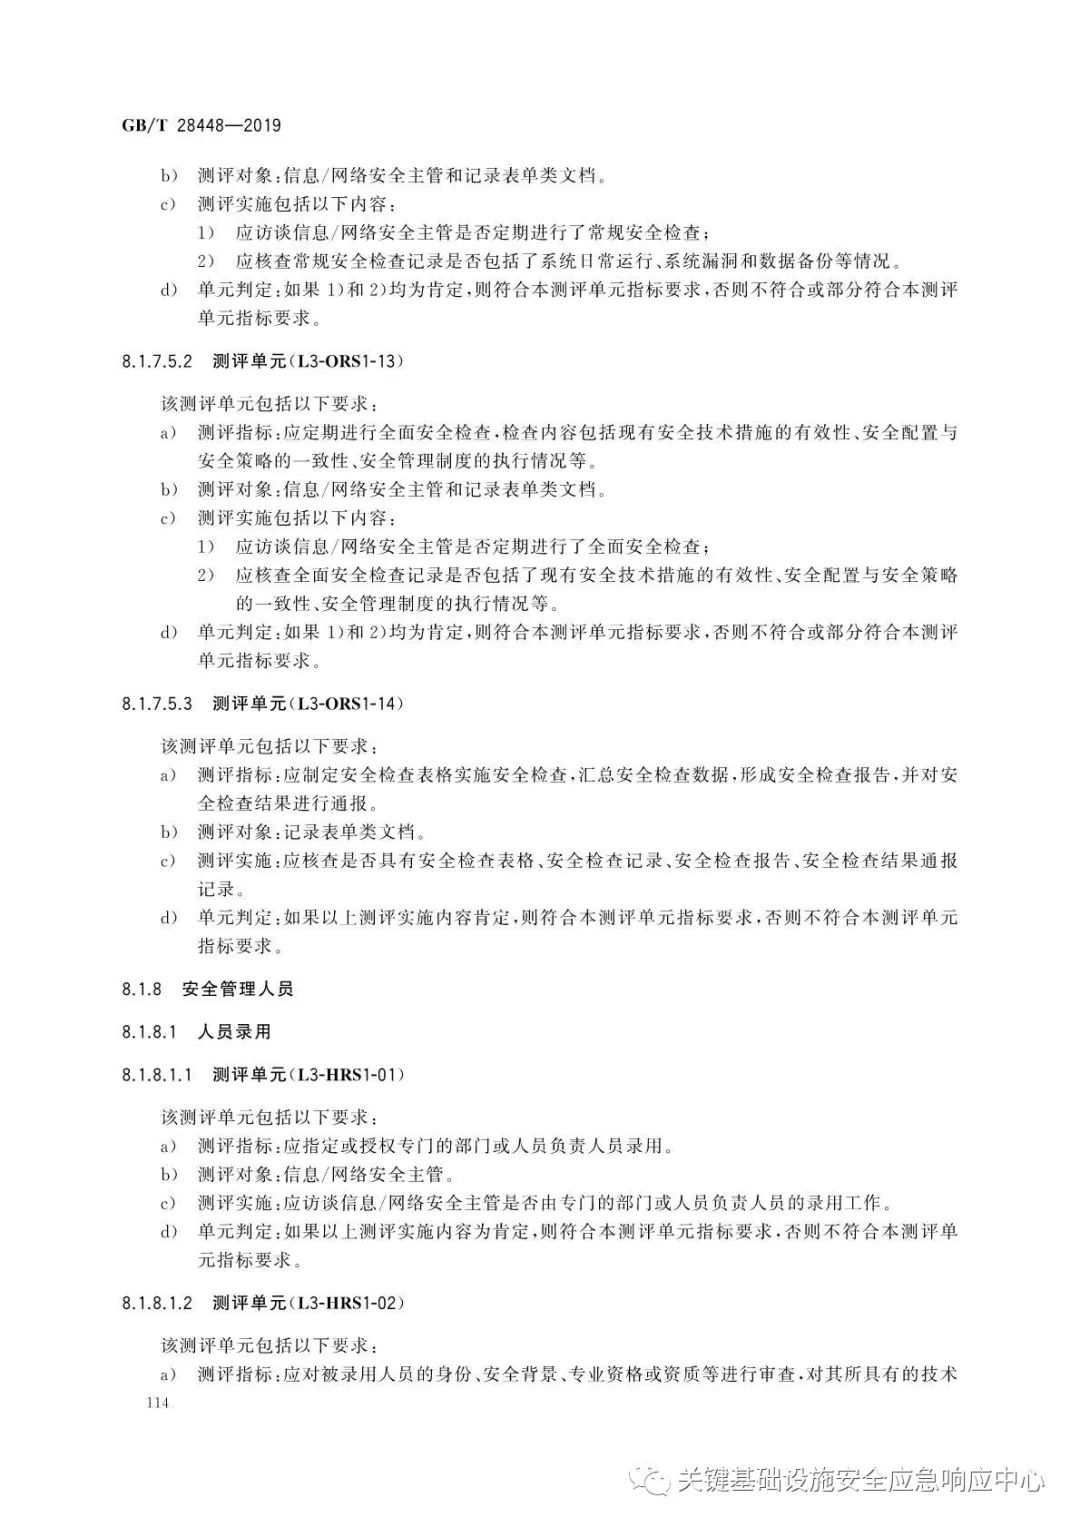 GB/T 28448—2019
b) 测评对象:信息/网络安全主管和记录表单类文档。
c) 测评实施包括以下内容:
1) 应访谈信息/网络安全主管是否定期进行了常规安全检查;
2) 应核查常规安全检查记录是否包括了系统日常运行、系统漏洞和数据备份等情况。
d) 单元判定:如果 1)和 2)均为肯定,则符合本测评单元指标要求,否则不符合或部分符合本测评
单元指标要求。
8.1.7.5.2 测评单元(L3-ORS1-13)
该测评单元包括以下要求:
a) 测评指标:应定期进行全面安全检查,检查内容包括现有安全技术措施的有效性、安全配置与
安全策略的一致性、安全管理制度的执行情况等。
b) 测评对象:信息/网络安全主管和记录表单类文档。
c) 测评实施包括以下内容:
1) 应访谈信息/网络安全主管是否定期进行了全面安全检查;
2) 应核查全面安全检查记录是否包括了现有安全技术措施的有效性、安全配置与安全策略
的一致性、安全管理制度的执行情况等。
d) 单元判定:如果 1)和 2)均为肯定,则符合本测评单元指标要求,否则不符合或部分符合本测评
单元指标要求。
8.1.7.5.3 测评单元(L3-ORS1-14)
该测评单元包括以下要求:
a) 测评指标:应制定安全检查表格实施安全检查,汇总安全检查数据,形成安全检查报告,并对安
全检查结果进行通报。
b) 测评对象:记录表单类文档。
c) 测评实施:应核查是否具有安全检查表格、安全检查记录、安全检查报告、安全检查结果通报
记录。
d) 单元判定:如果以上测评实施内容肯定,则符合本测评单元指标要求,否则不符合本测评单元
指标要求。
8.1.8 安全管理人员
8.1.8.1 人员录用
8.1.8.1.1 测评单元(L3-HRS1-01)
该测评单元包括以下要求:
a) 测评指标:应指定或授权专门的部门或人员负责人员录用。
b) 测评对象:信息/网络安全主管。
c) 测评实施:应访谈信息/网络安全主管是否由专门的部门或人员负责人员的录用工作。
d) 单元判定:如果以上测评实施内容为肯定,则符合本测评单元指标要求,否则不符合本测评单
元指标要求。
8.1.8.1.2 测评单元(L3-HRS1-02)
该测评单元包括以下要求:
a) 测评指标:应对被录用人员的身份、安全背景、专业资格或资质等进行审查,对其所具有的技术
114
关键基础设施安全应急响应中心